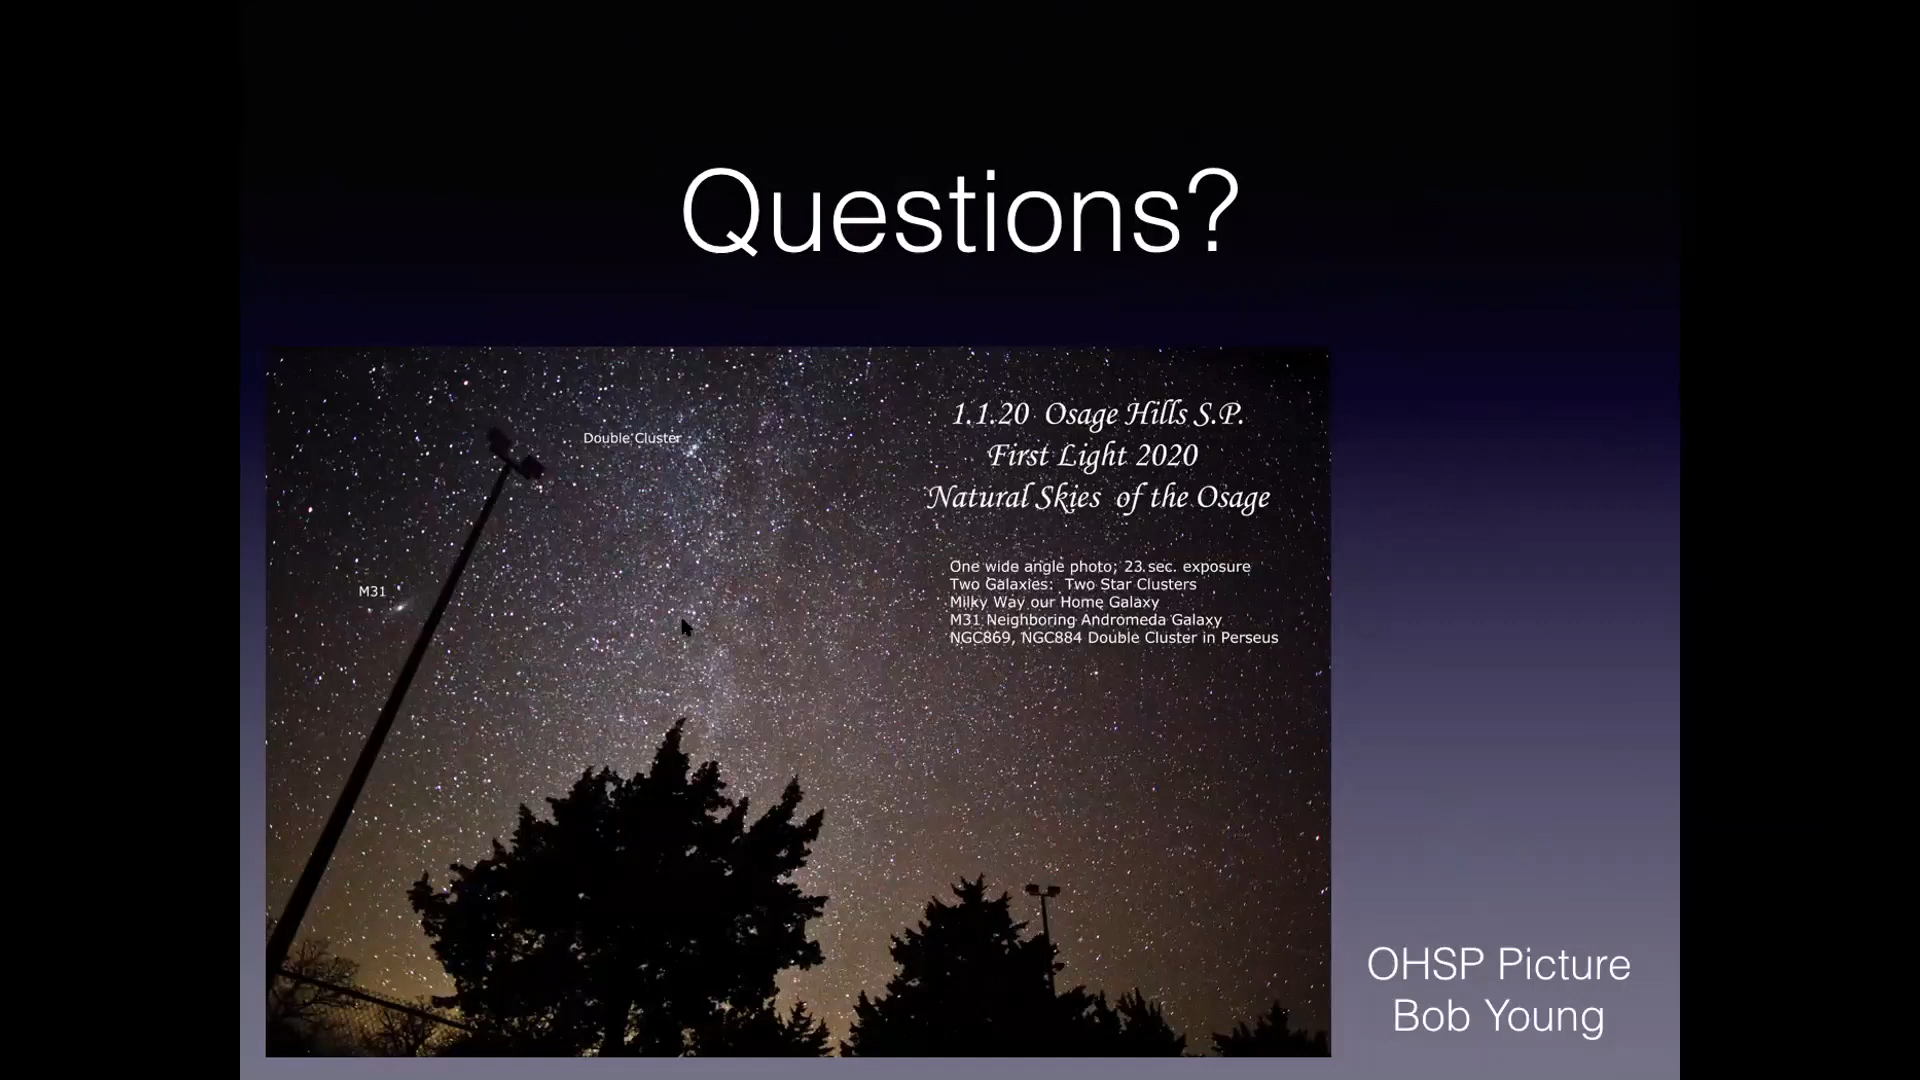 Questions?
Double Cluster
M31
1.1.20 Osage Hills S.P.
First Light 2020
Natural Skies of the Osage
One wide angle photo; 23 sec. exposure
Two Galaxies: Two Star Clusters
Milky Way our Home Galaxy
M31 Neighboring Andromeda Galaxy
NGC869, NGC884 Double Cluster in Perseus
OHSP Picture
Bob Young